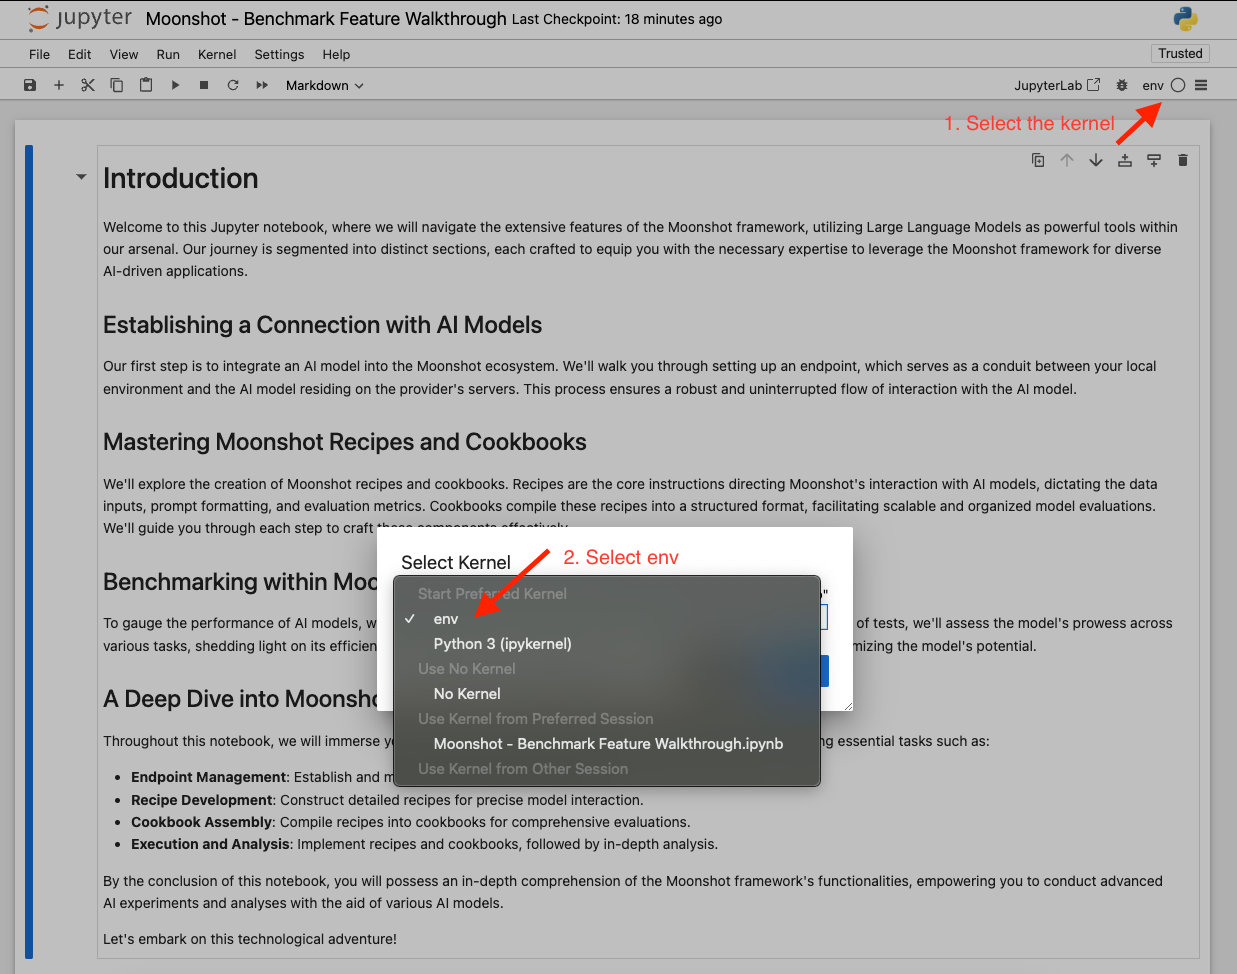 jupyter Moonshot - Benchmark Feature Walkthrough Last Checkpoint: 18 minutes ago
File Edit View Run Kernel Settings Help Trusted
Markdown JupyterLab env
1. Select the kernel
Introduction
Welcome to this Jupyter notebook, where we will navigate the extensive features of the Moonshot framework, utilizing Large Language Models as powerful tools within
our arsenal. Our journey is segmented into distinct sections, each crafted to equip you with the necessary expertise to leverage the Moonshot framework for diverse
AI-driven applications.
Establishing a Connection with AI Models
Our first step is to integrate an AI model into the Moonshot ecosystem. We'll walk you through setting up an endpoint, which serves as a conduit between your local
environment and the AI model residing on the provider's servers. This process ensures a robust and uninterrupted flow of interaction with the AI model.
Mastering Moonshot Recipes and Cookbooks
We'll explore the creation of Moonshot recipes and cookbooks. Recipes are the core instructions directing Moonshot's interaction with AI models, dictating the data
inputs, prompt formatting, and evaluation metrics. Cookbooks compile these recipes into a structured format, facilitating scalable and organized model evaluations.
We'll guide you through each step to craft these components effectively.
Select Kernel
2. Select env
Start Preferred Kernel
env
Python 3 (ipykernel)
Use No Kernel
No Kernel
Use Kernel from Preferred Session
Moonshot - Benchmark Feature Walkthrough.ipynb
Use Kernel from Other Session
Benchmarking within
To gauge the performance of AI models, of tests, we'll assess the model's prowess across
various tasks, shedding light on its the model's potential.
A Deep Dive into
Throughout this notebook, we will immerse essential tasks such as:
Endpoint Management: Establish and
Recipe Development: Construct detailed recipes for precise model interaction.
Cookbook Assembly: Compile recipes into cookbooks for comprehensive evaluations.
Execution and Analysis: Implement recipes and cookbooks, followed by in-depth analysis.
By the conclusion of this notebook, you will possess an in-depth comprehension of the Moonshot framework's functionalities, empowering you to conduct advanced
AI experiments and analyses with the aid of various AI models.
Let's embark on this technological adventure!